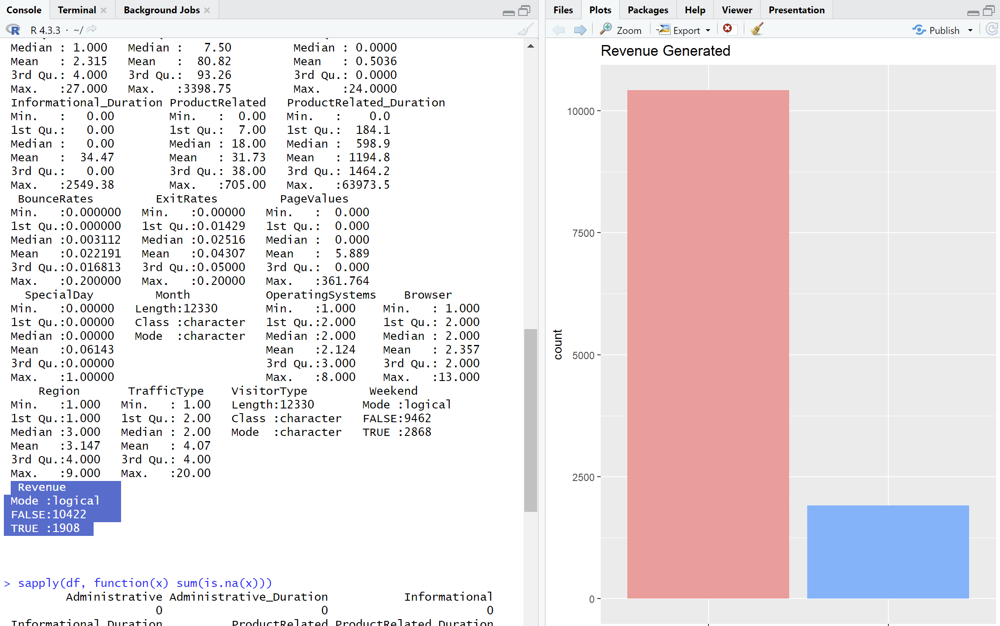 Console Terminal Background Jobs
R 4.3.3 · ~/
Median : 1.000   Median :   7.50         Median : 0.0000
Mean   : 2.315   Mean   :  80.82         Mean   : 0.5036
3rd Qu.: 4.000   3rd Qu.:  93.26         3rd Qu.: 0.0000
Max.   :27.000   Max.   :3398.75         Max.   :24.0000
Informational_Duration ProductRelated   ProductRelated_Duration
Min.   :   0.00        Min.   :  0.00   Min.   :    0.0
1st Qu.:   0.00        1st Qu.:  7.00   1st Qu.:  184.1
Median :   0.00        Median : 18.00   Median :  598.9
Mean   :  34.47        Mean   : 31.73   Mean   : 1194.8
3rd Qu.:   0.00        3rd Qu.: 38.00   3rd Qu.: 1464.2
Max.   :2549.38        Max.   :705.00   Max.   :63973.5
BounceRates         ExitRates         PageValues
Min.   :0.000000   Min.   :0.00000   Min.   :  0.000
1st Qu.:0.000000   1st Qu.:0.01429   1st Qu.:  0.000
Median :0.003112   Median :0.02516   Median :  0.000
Mean   :0.022191   Mean   :0.04307   Mean   :  5.889
3rd Qu.:0.016813   3rd Qu.:0.05000   3rd Qu.:  0.000
Max.   :0.200000   Max.   :0.20000   Max.   :361.764
SpecialDay         Month                OperatingSystems    Browser
Min.   :0.00000   Length:12330       Min.   :1.000    Min.   : 1.000
1st Qu.:0.00000   Class :character   1st Qu.:2.000    1st Qu.: 2.000
Median :0.00000   Mode  :character   Median :2.000    Median : 2.000
Mean   :0.06143                      Mean   :2.124    Mean   : 2.357
3rd Qu.:0.00000                      3rd Qu.:3.000    3rd Qu.: 2.000
Max.   :1.00000                      Max.   :8.000    Max.   :13.000
Region       TrafficType    VisitorType         Weekend
Min.   :1.000   Min.   : 1.00   Length:12330       Mode :logical
1st Qu.:1.000   1st Qu.: 2.00   Class :character   FALSE:9462
Median :3.000   Median : 2.00   Mode  :character   TRUE :2868
Mean   :3.147   Mean   : 4.07
3rd Qu.:4.000   3rd Qu.: 4.00
Max.   :9.000   Max.   :20.00
Revenue
Mode :logical
FALSE:10422
TRUE :1908
> sapply(df, function(x) sum(is.na(x)))
Administrative Administrative_Duration           Informational
0                       0                       0
Informational_Duration          ProductRelated ProductRelated_Duration
Files Plots Packages Help Viewer Presentation
Zoom Export Publish
Revenue Generated
10000
7500
5000
2500
0
count